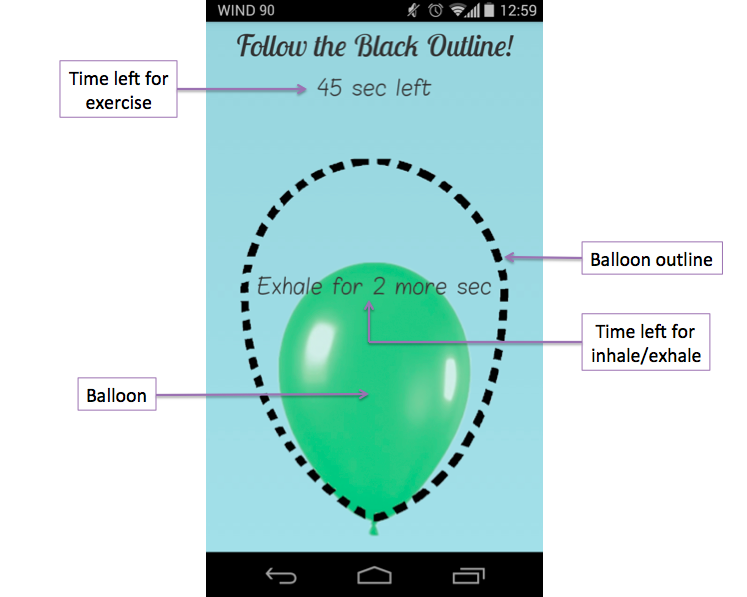 WIND 90 12:59
Follow the Black Outline!
Time left for
exercise
45 sec left
Balloon outline
Exhale for 2 more sec
Time left for
inhale/exhale
Balloon